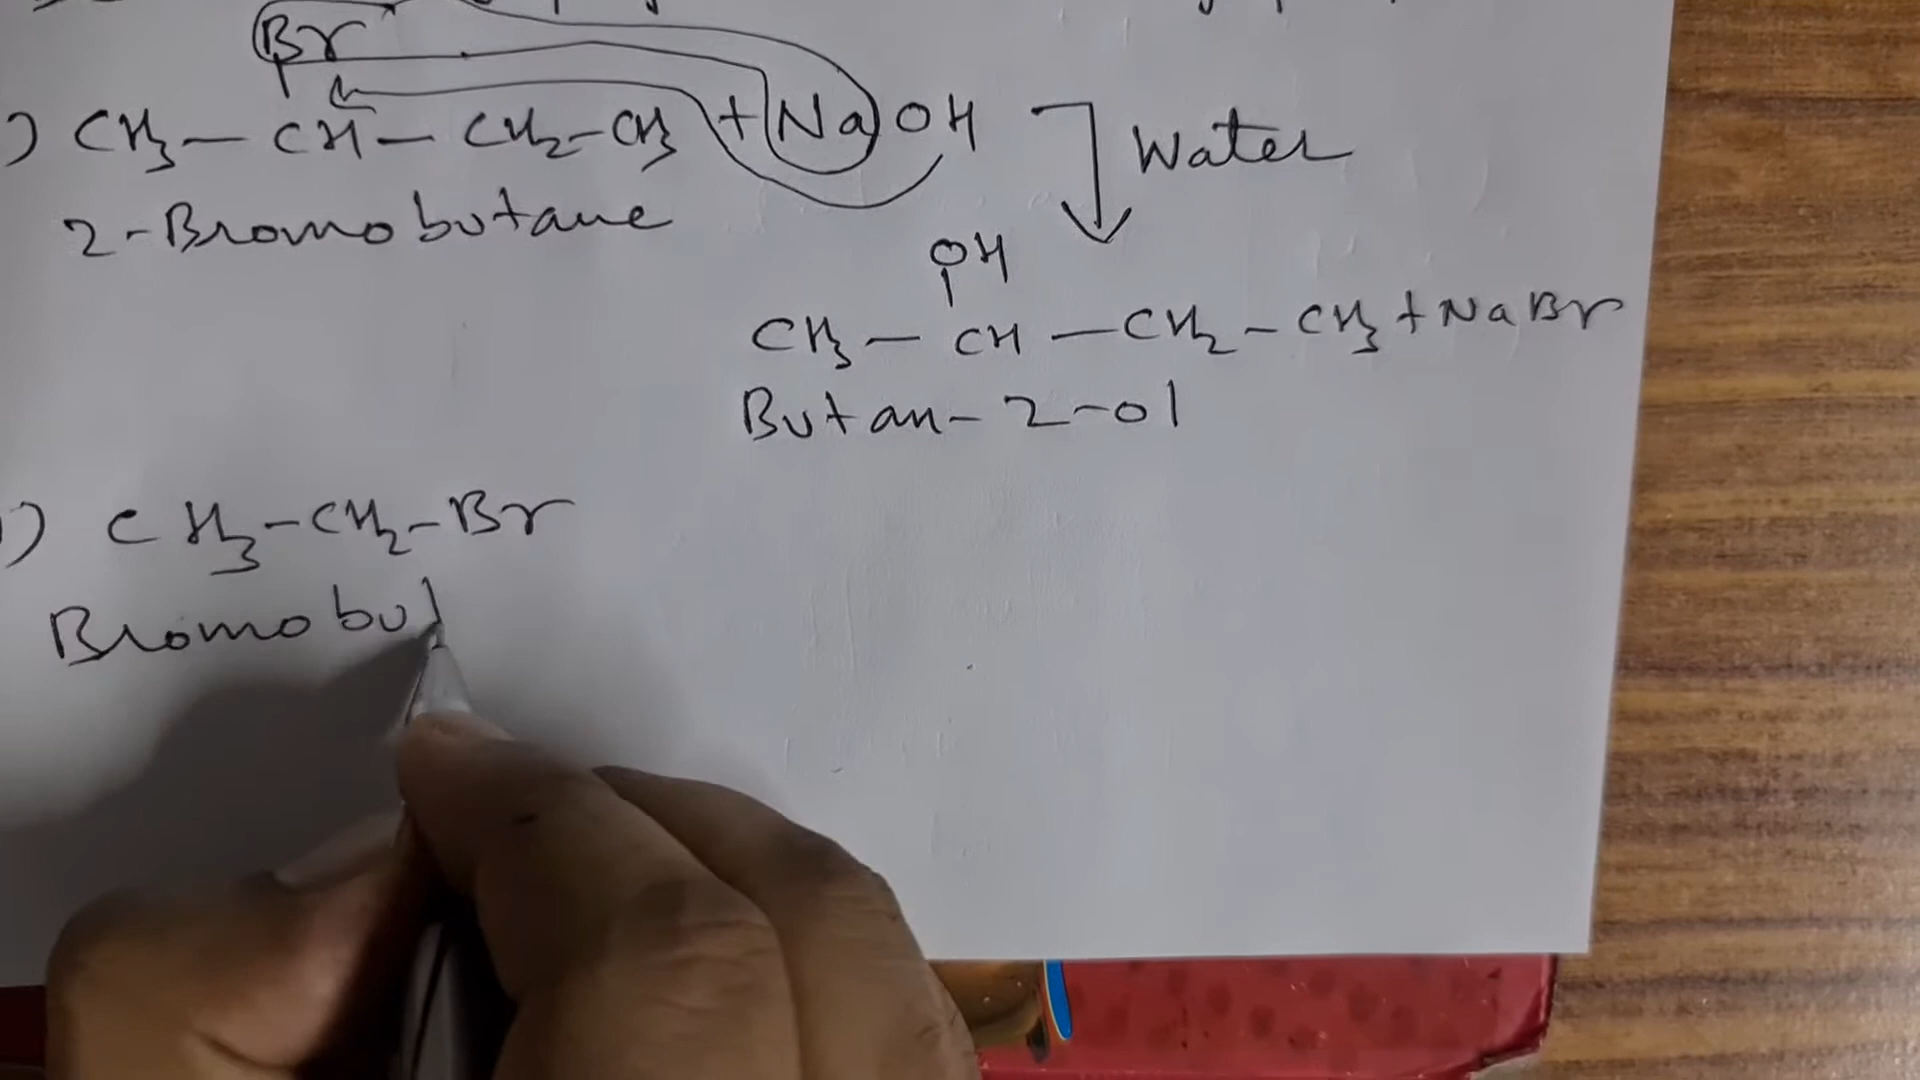 Br
) CH3 — CH — CH2 - CH3 + NaOH Water
2-Bromobutane
OH
CH3 — CH — CH2 - CH3 + NaBr
Butan-2-ol
) CH3 - CH2 - Br
Bromobut